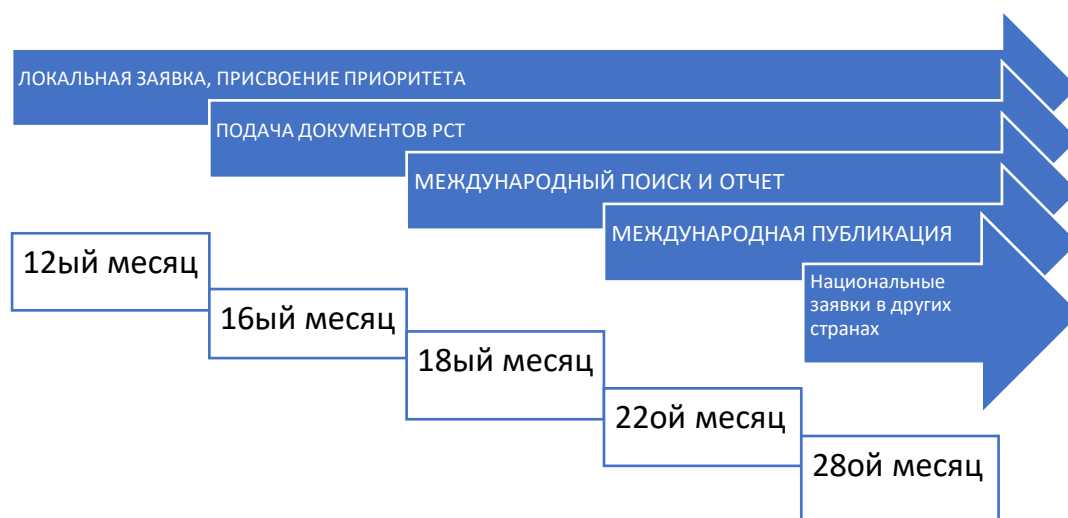 ЛОКАЛЬНАЯ ЗАЯВКА, ПРИСВОЕНИЕ ПРИОРИТЕТА
ПОДАЧА ДОКУМЕНТОВ PCT
МЕЖДУНАРОДНЫЙ ПОИСК И ОТЧЕТ
МЕЖДУНАРОДНАЯ ПУБЛИКАЦИЯ
Национальные
заявки в других
странах
12ый месяц
16ый месяц
18ый месяц
22ой месяц
28ой месяц